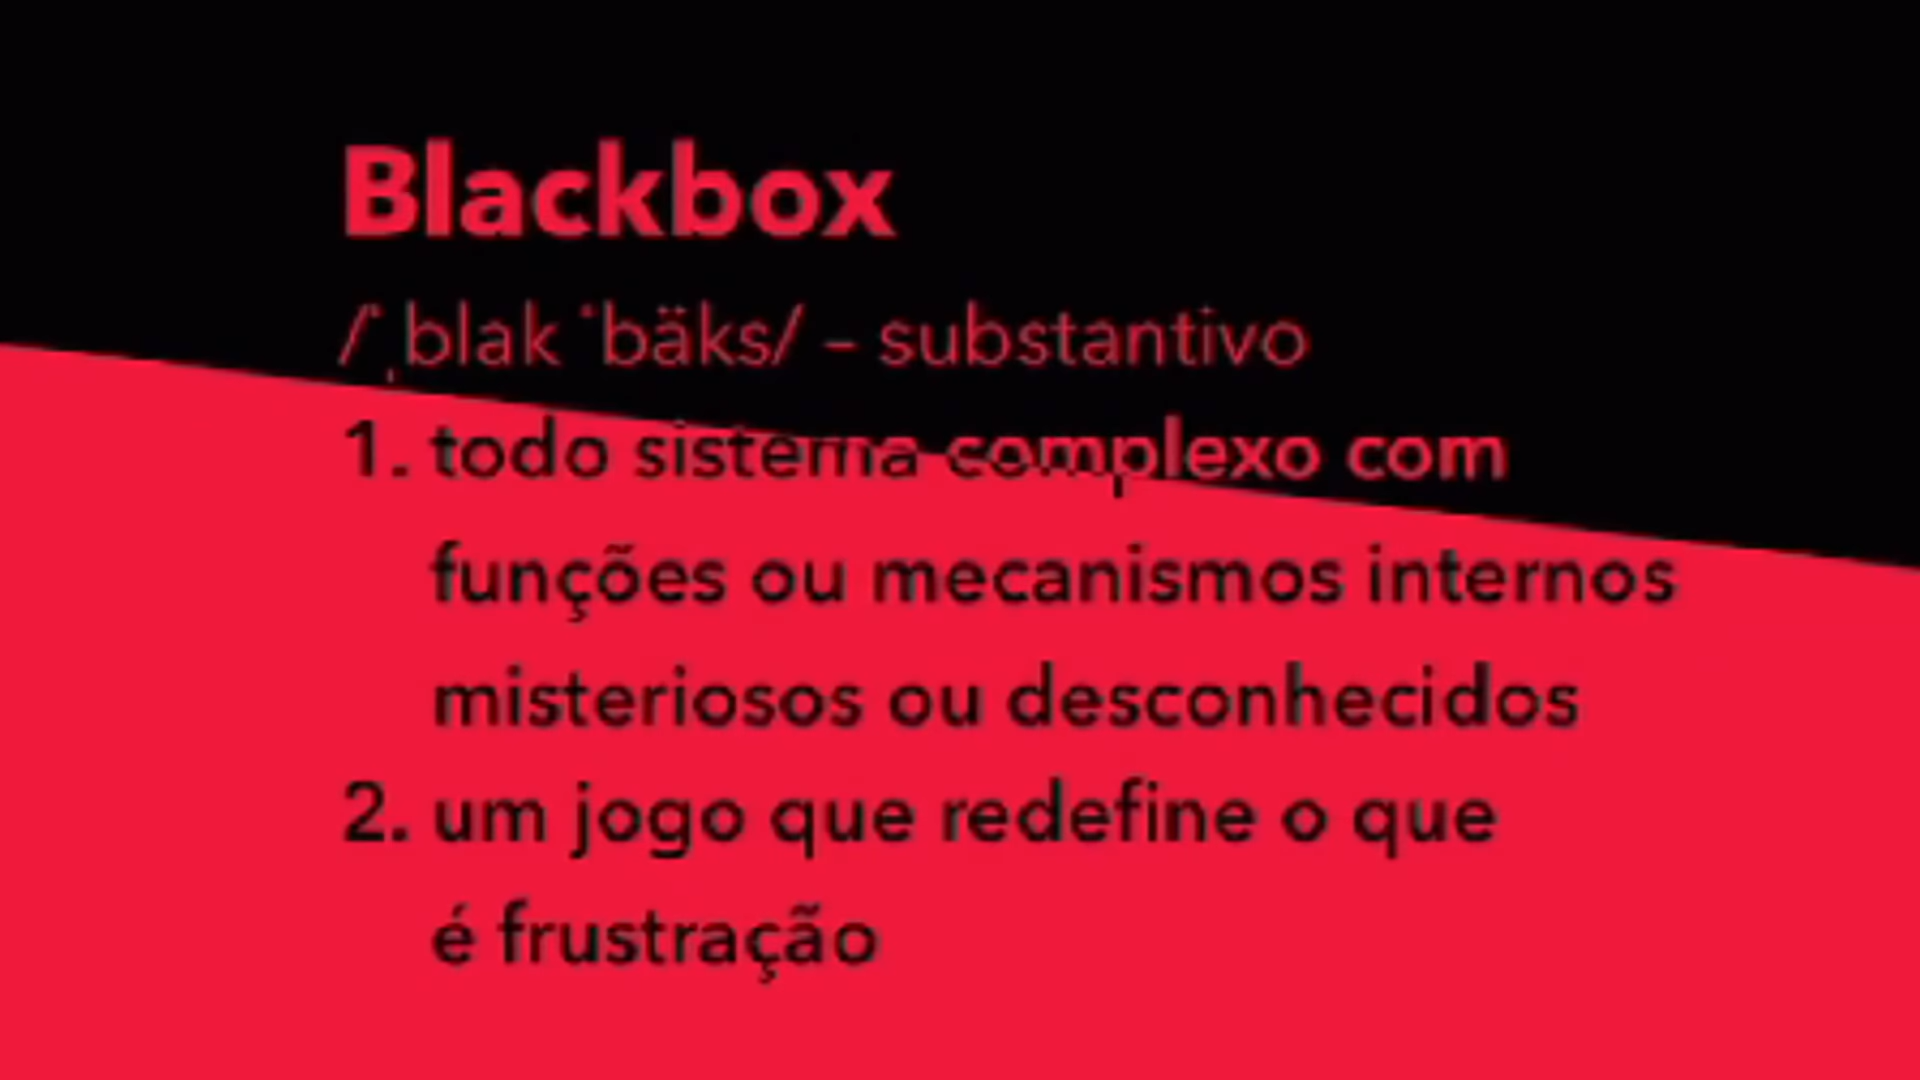 Blackbox
/ˈˌblak ˈbäks/ – substantivo
1. todo sistema complexo com
funções ou mecanismos internos
misteriosos ou desconhecidos
2. um jogo que redefine o que
é frustração